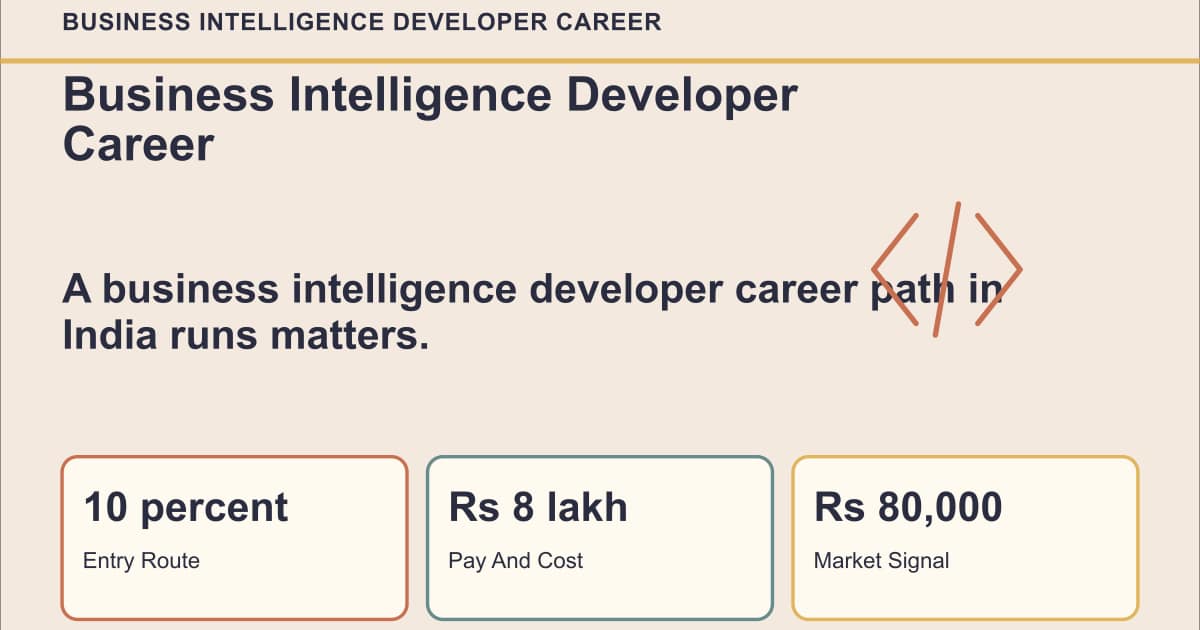 BUSINESS INTELLIGENCE DEVELOPER CAREER
Business Intelligence Developer
Career
A business intelligence developer career path in
India runs matters.
10 percent
Entry Route
Rs 8 lakh
Pay And Cost
Rs 80,000
Market Signal